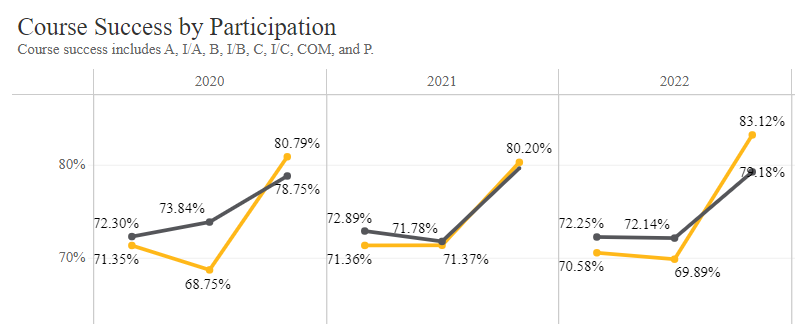 Course Success by Participation
Course success includes A, I/A, B, I/B, C, I/C, COM, and P.
2020 2021 2022
80%
70%
72.30% 73.84% 80.79%
78.75%
71.35% 68.75%
72.89% 71.78% 80.20%
71.36% 71.37%
72.25% 72.14% 83.12%
79.18%
70.58% 69.89%